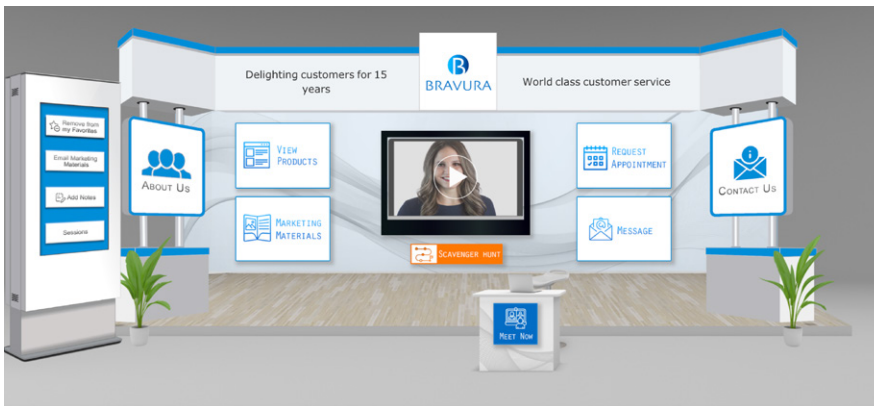 Delighting customers for 15
years
B
BRAVURA
World class customer service
Remove from
my Favorites
Email Marketing
Materials
Add Notes
Sessions
ABOUT US
VIEW
PRODUCTS
MARKETING
MATERIALS
SCAVENGER HUNT
REQUEST
APPOINTMENT
MESSAGE
CONTACT US
MEET NOW